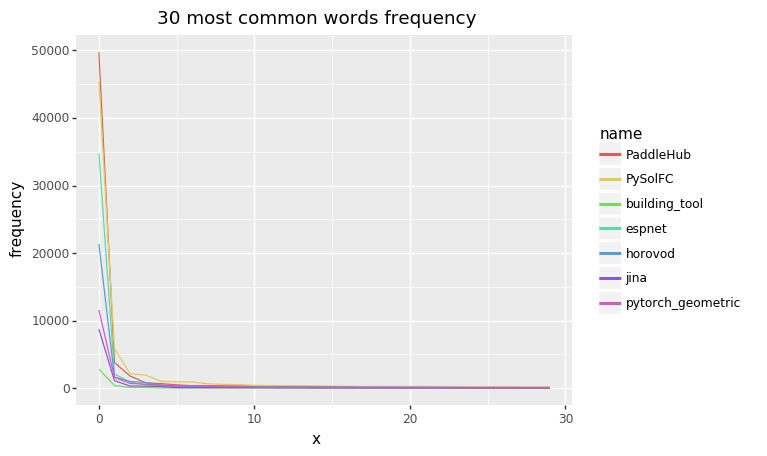 30 most common words frequency
50000
40000
30000
20000
10000
0
0
10
20
30
x
frequency
name
PaddleHub
PySolFC
building_tool
espnet
horovod
jina
pytorch_geometric